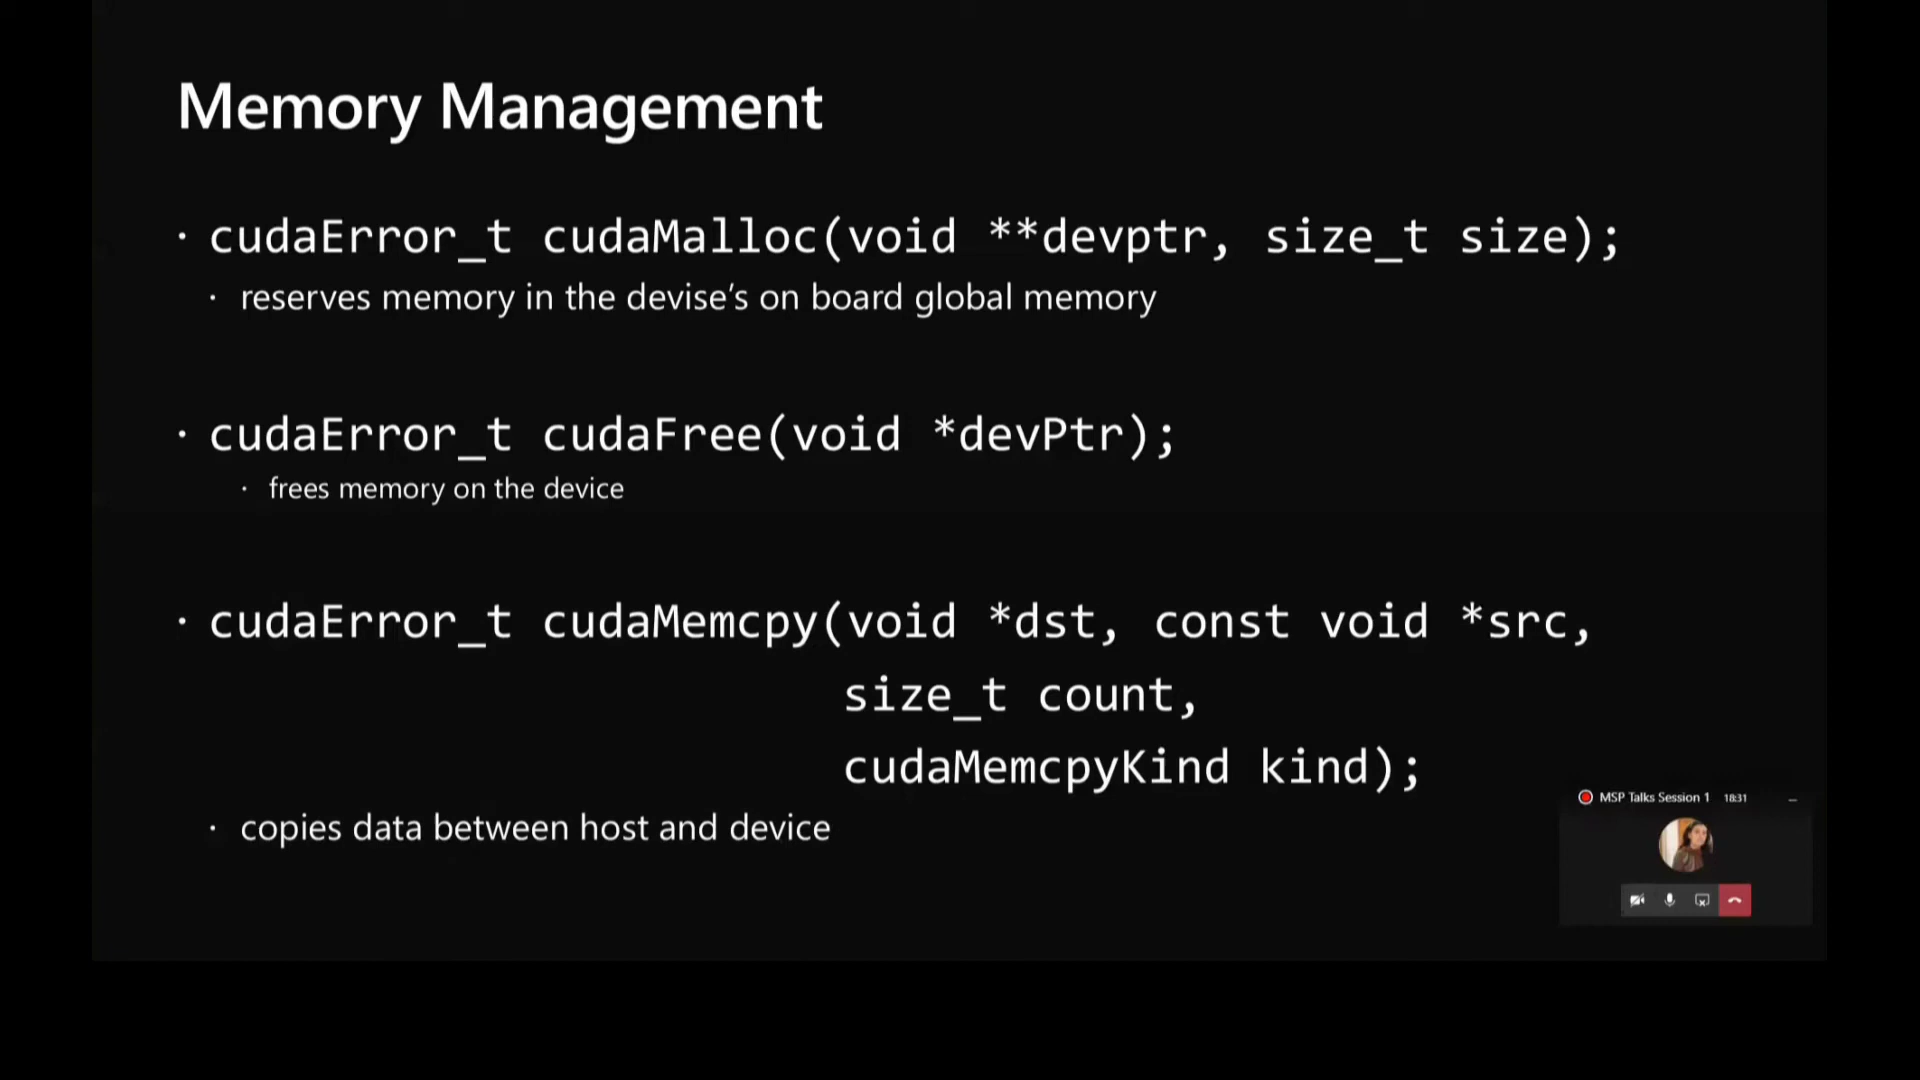 Memory Management
· cudaError_t cudaMalloc(void **devptr, size_t size);
· reserves memory in the devise’s on board global memory
· cudaError_t cudaFree(void *devPtr);
· frees memory on the device
· cudaError_t cudaMemcpy(void *dst, const void *src,
size_t count,
cudaMemcpyKind kind);
· copies data between host and device
MSP Talks Session 1 18:31